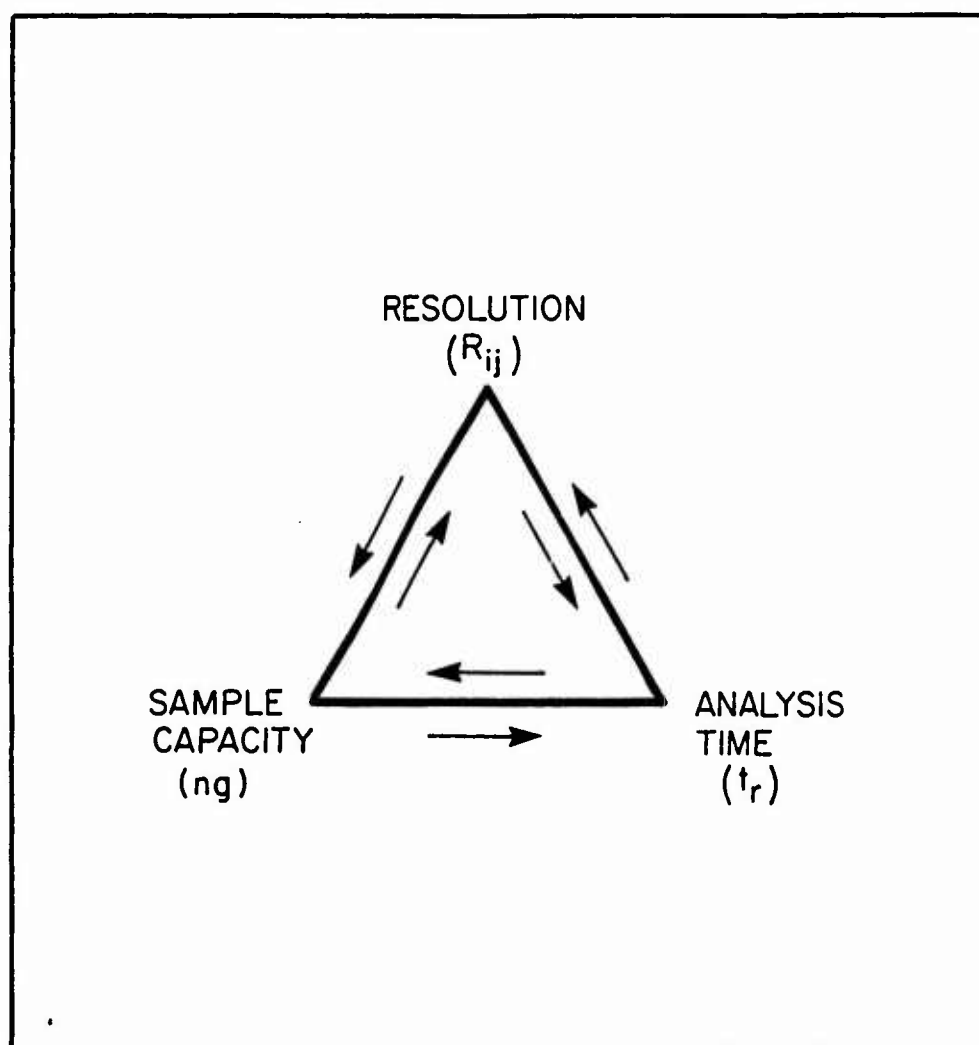 RESOLUTION
(Rij)
SAMPLE
CAPACITY
(ng)
ANALYSIS
TIME
(tr)